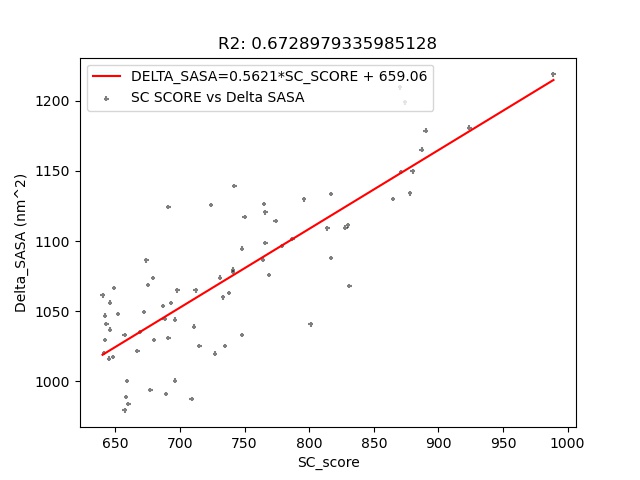 R2: 0.6728979335985128
DELTA_SASA=0.5621*SC_SCORE + 659.06
SC SCORE vs Delta SASA
1200
1150
1100
1050
1000
Delta_SASA (nm^2)
650 700 750 800 850 900 950 1000
SC_score